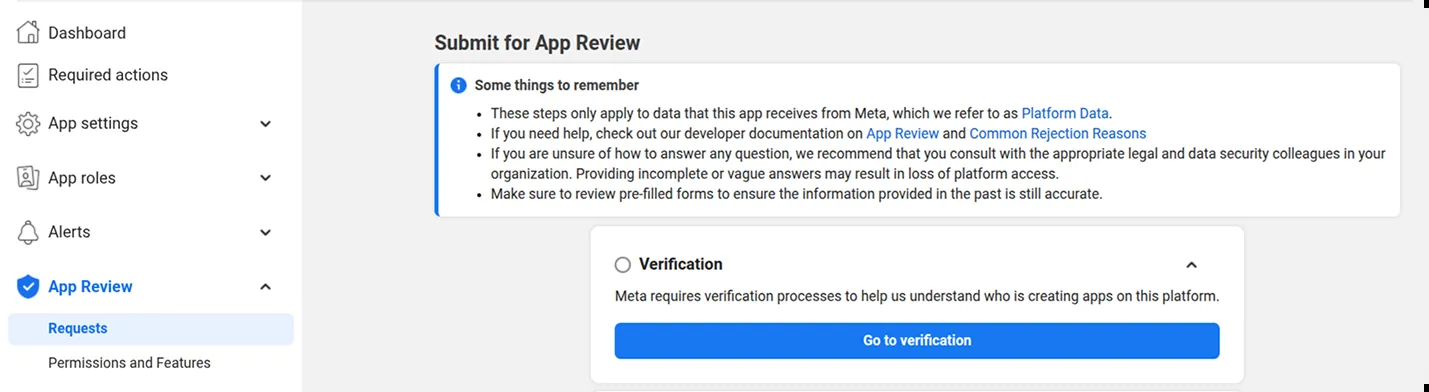 Dashboard
Required actions
App settings
App roles
Alerts
App Review
Requests
Permissions and Features
Submit for App Review
Some things to remember
These steps only apply to data that this app receives from Meta, which we refer to as Platform Data.
If you need help, check out our developer documentation on App Review and Common Rejection Reasons
If you are unsure of how to answer any question, we recommend that you consult with the appropriate legal and data security colleagues in your
organization. Providing incomplete or vague answers may result in loss of platform access.
Make sure to review pre-filled forms to ensure the information provided in the past is still accurate.
Verification
Meta requires verification processes to help us understand who is creating apps on this platform.
Go to verification